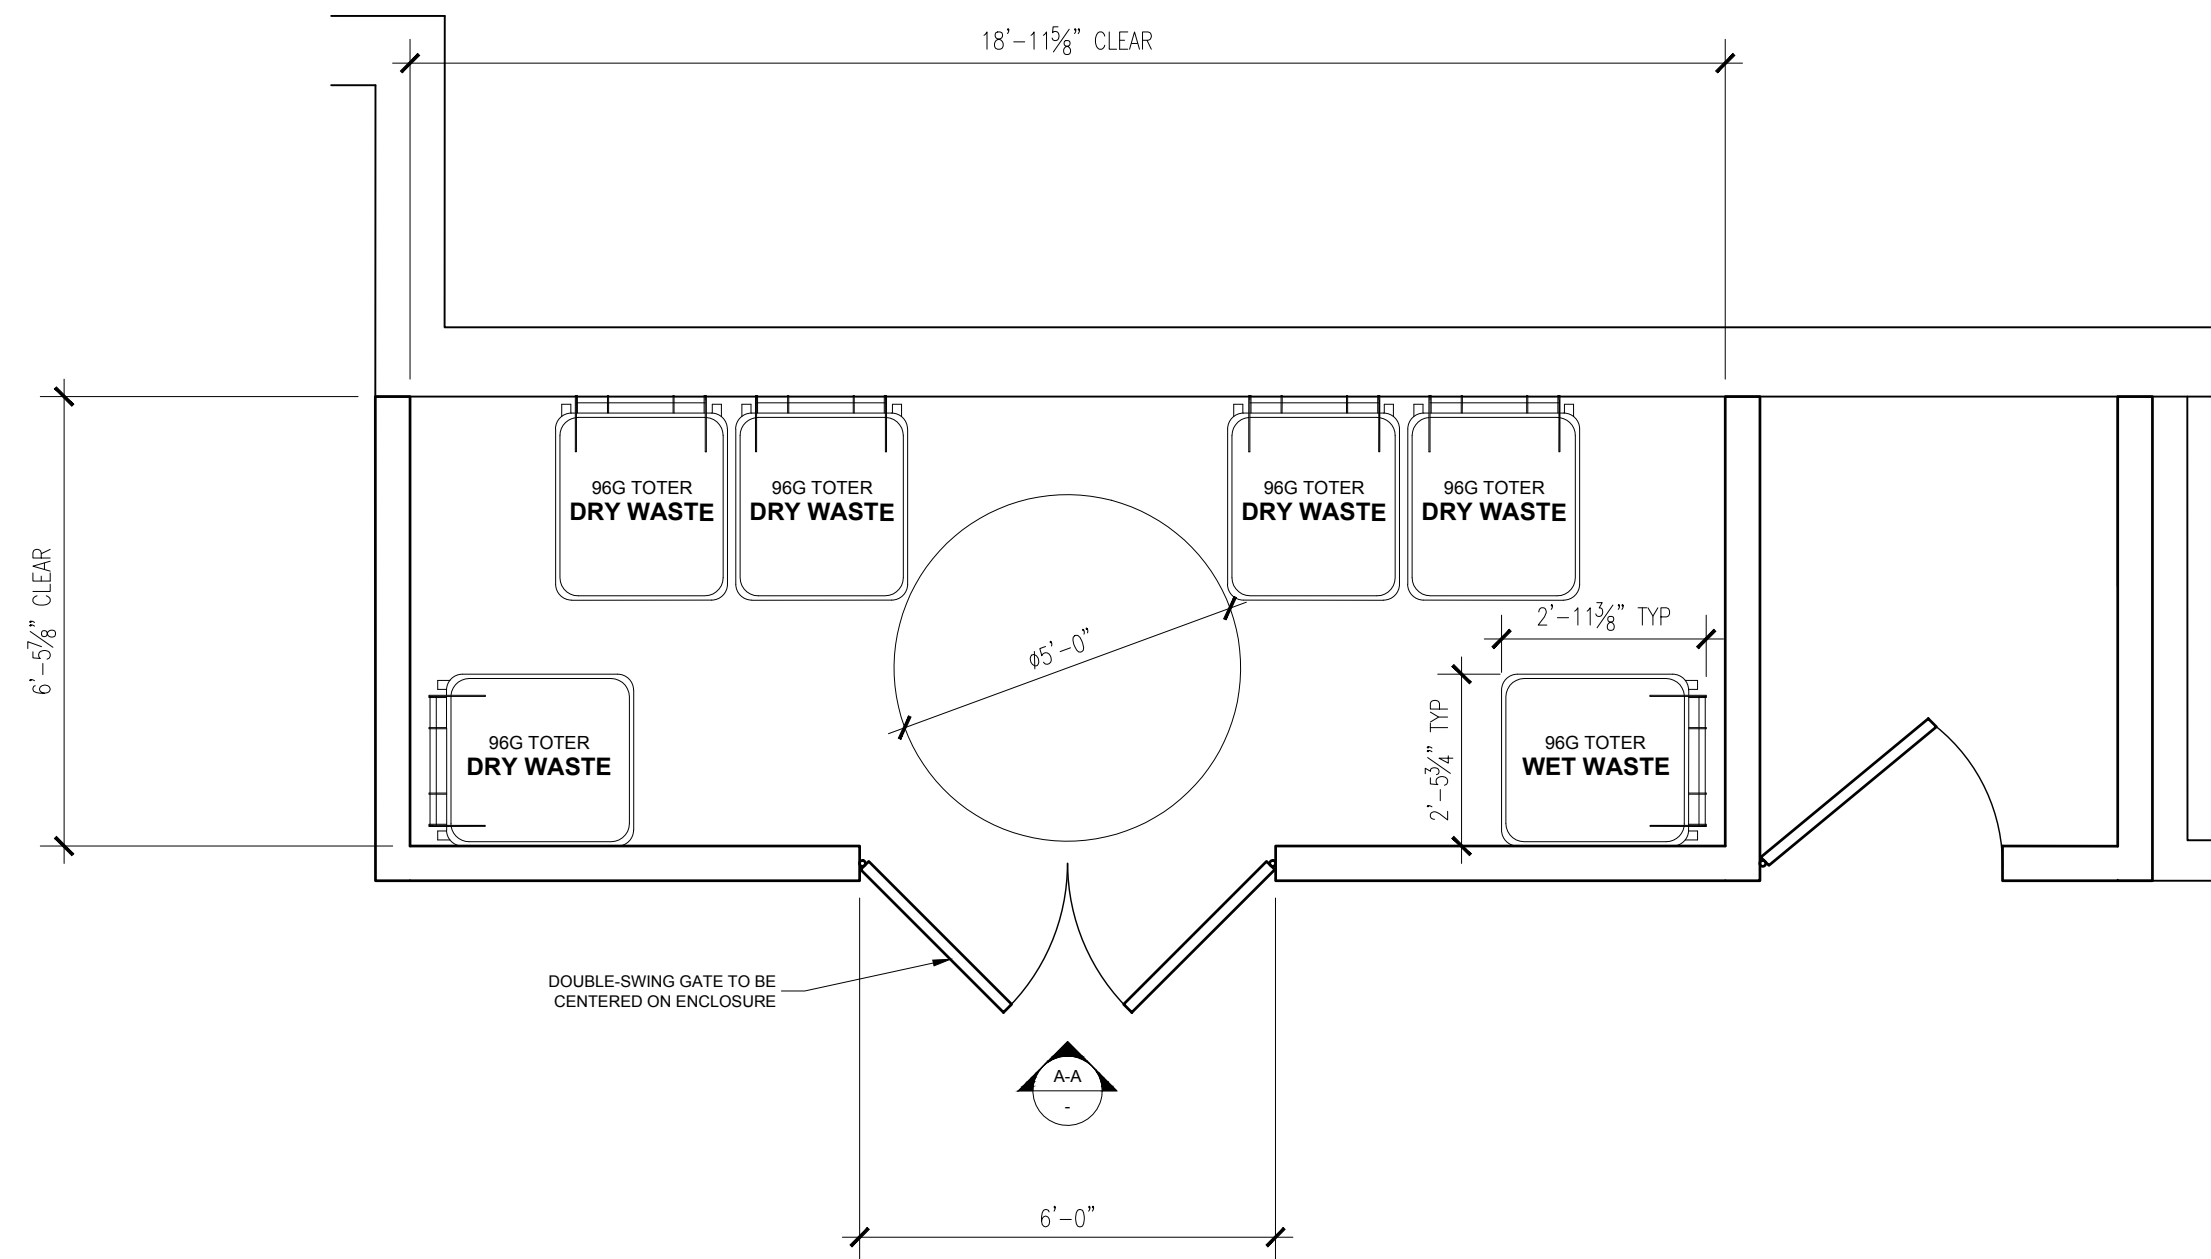 18'-11⅝" CLEAR
96G TOTER
DRY WASTE
96G TOTER
DRY WASTE
96G TOTER
DRY WASTE
96G TOTER
DRY WASTE
6'-5⅞" CLEAR
ø5'-0"
2'-11⅜" TYP
2'-5¾" TYP
96G TOTER
DRY WASTE
96G TOTER
WET WASTE
DOUBLE-SWING GATE TO BE
CENTERED ON ENCLOSURE
A-A
-
6'-0"